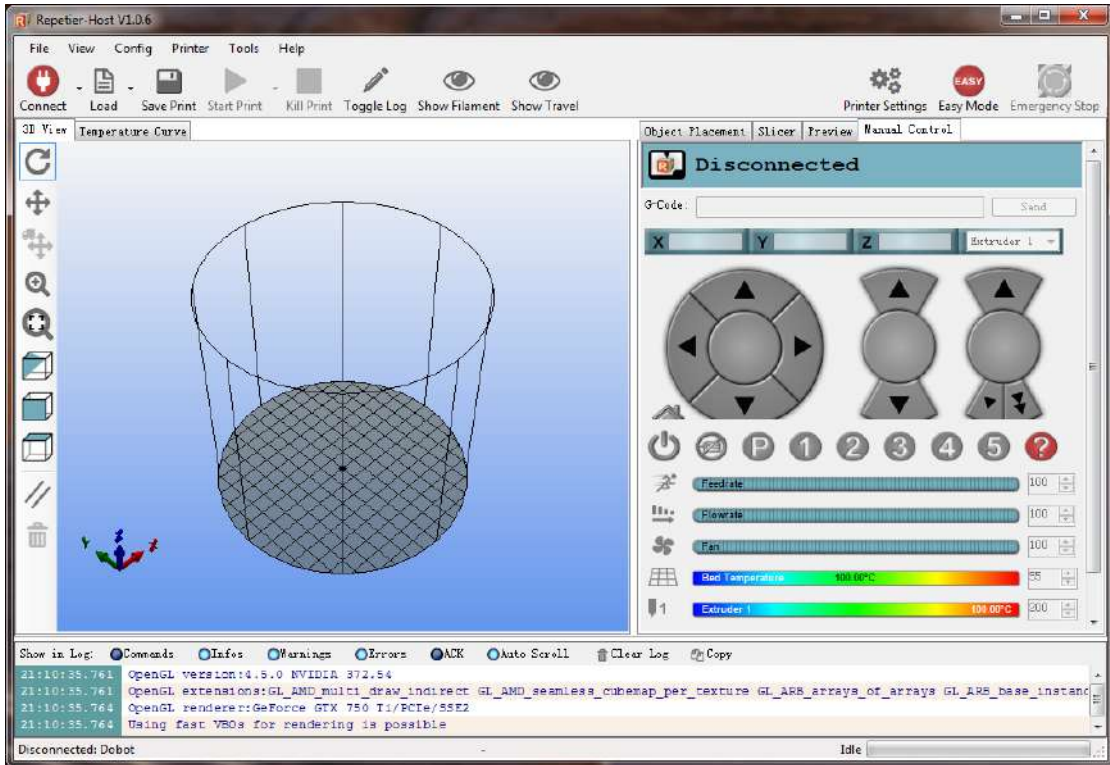 Repetier-Host V1.0.6
File View Config Printer Tools Help
Connect Load Save Print Start Print Kill Print Toggle Log Show Filament Show Travel Printer Settings Easy Mode Emergency Stop
EASY
3D View Temperature Curve
Object Placement Slicer Preview Manual Control
Disconnected
G-Code: Send
X Y Z Extruder 1
P 1 2 3 4 5 ?
Feedrate 100
Flowrate 100
Fan 100
Bed Temperature 100.00°C 55
1 Extruder 1 100.00°C 200
Y Z X
Show in Log: Commands Infos Warnings Errors ACK Auto Scroll Clear Log Copy
21:10:35.761 OpenGL version:4.5.0 NVIDIA 372.54
21:10:35.761 OpenGL extensions:GL_AMD_multi_draw_indirect GL_AMD_seamless_cubemap_per_texture GL_ARB_arrays_of_arrays GL_ARB_base_instanc
21:10:35.764 OpenGL renderer:GeForce GTX 750 Ti/PCIe/SSE2
21:10:35.764 Using fast VBOs for rendering is possible
Disconnected: Dobot - Idle